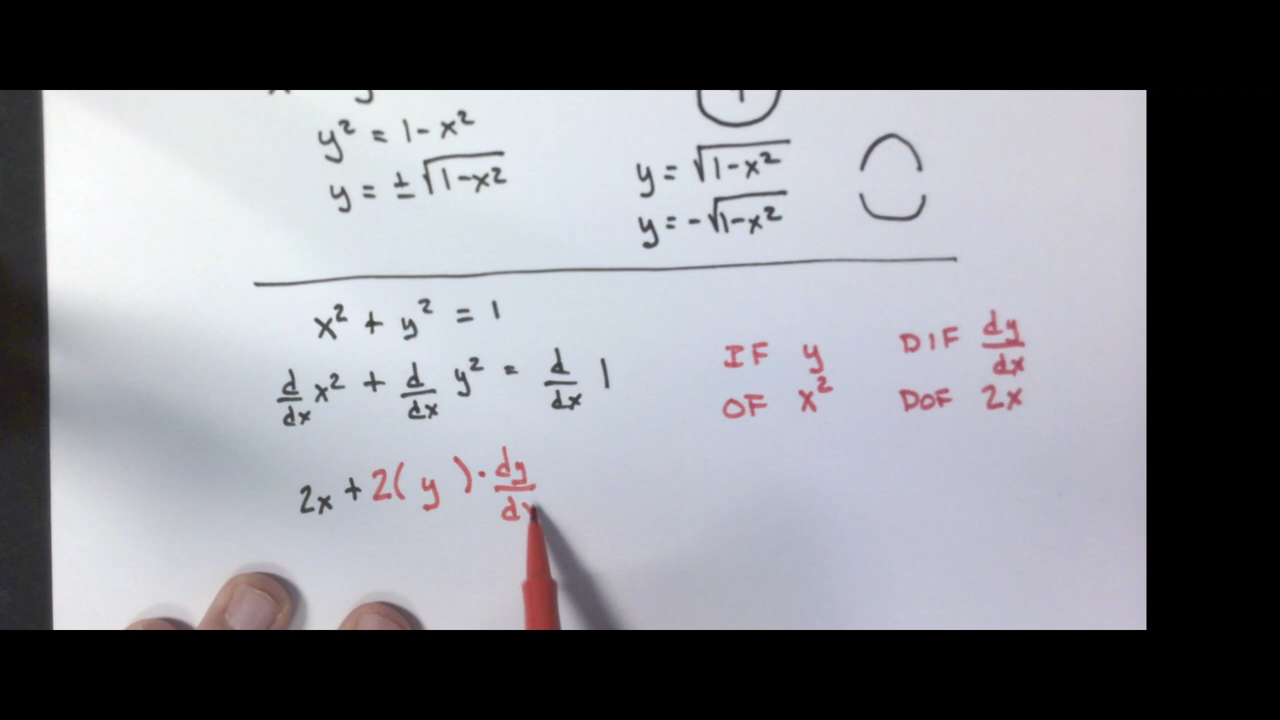 y² = 1 - x²
y = ± √1-x²
y = √1-x²
y = -√1-x²
x² + y² = 1
d/dx x² + d/dx y² = d/dx 1
IF y DIF dy/dx
OF x² DOF 2x
2x + 2( y ) · dy/dx